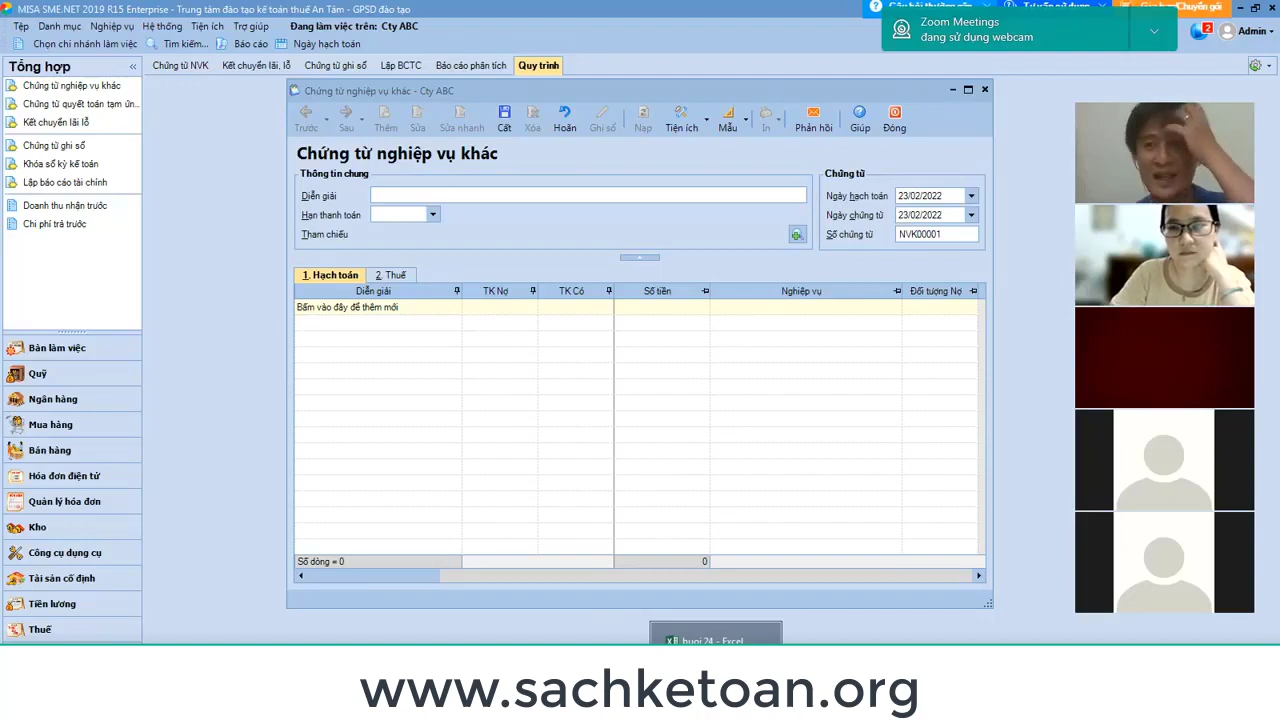 MISA SME.NET 2019 R15 Enterprise - Trung tâm đào tạo kế toán thuế An Tâm - GPSD đào tạo
Tệp Danh mục Nghiệp vụ Hệ thống Tiện ích Trợ giúp Đang làm việc trên: Cty ABC
Chọn chi nhánh làm việc Tìm kiếm... Báo cáo Ngày hạch toán
Zoom Meetings
đang sử dụng webcam
2 Admin
Tổng hợp
Chứng từ NVK Kết chuyển lãi, lỗ Chứng từ ghi sổ Lập BCTC Báo cáo phân tích Quy trình
Chứng từ nghiệp vụ khác
Chứng từ quyết toán tạm ứn...
Kết chuyển lãi lỗ
Chứng từ ghi sổ
Khóa sổ kỳ kế toán
Lập báo cáo tài chính
Doanh thu nhận trước
Chi phí trả trước
Bàn làm việc
Quỹ
Ngân hàng
Mua hàng
Bán hàng
Hóa đơn điện tử
Quản lý hóa đơn
Kho
Công cụ dụng cụ
Tài sản cố định
Tiền lương
Thuế
Chứng từ nghiệp vụ khác - Cty ABC
Trước Sau Thêm Sửa Sửa nhanh Cất Xóa Hoãn Ghi sổ Nạp Tiện ích Mẫu In Phản hồi Giúp Đóng
Chứng từ nghiệp vụ khác
Thông tin chung
Diễn giải
Hạn thanh toán
Tham chiếu
Chứng từ
Ngày hạch toán 23/02/2022
Ngày chứng từ 23/02/2022
Số chứng từ NVK00001
1. Hạch toán 2. Thuế
Diễn giải TK Nợ TK Có Số tiền Nghiệp vụ Đối tượng Nợ
Bấm vào đây để thêm mới
Số dòng = 0 0
buoi 24 - Excel
www.sachketoan.org